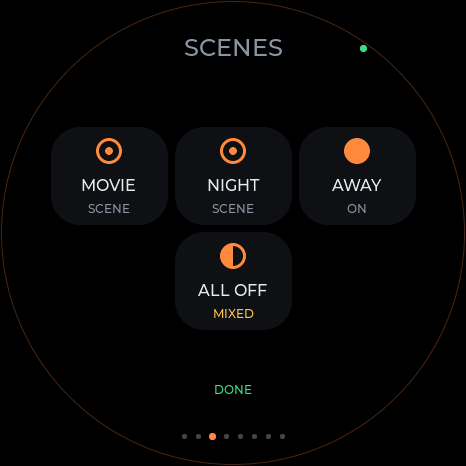 SCENES
MOVIE
SCENE
NIGHT
SCENE
AWAY
ON
ALL OFF
MIXED
DONE